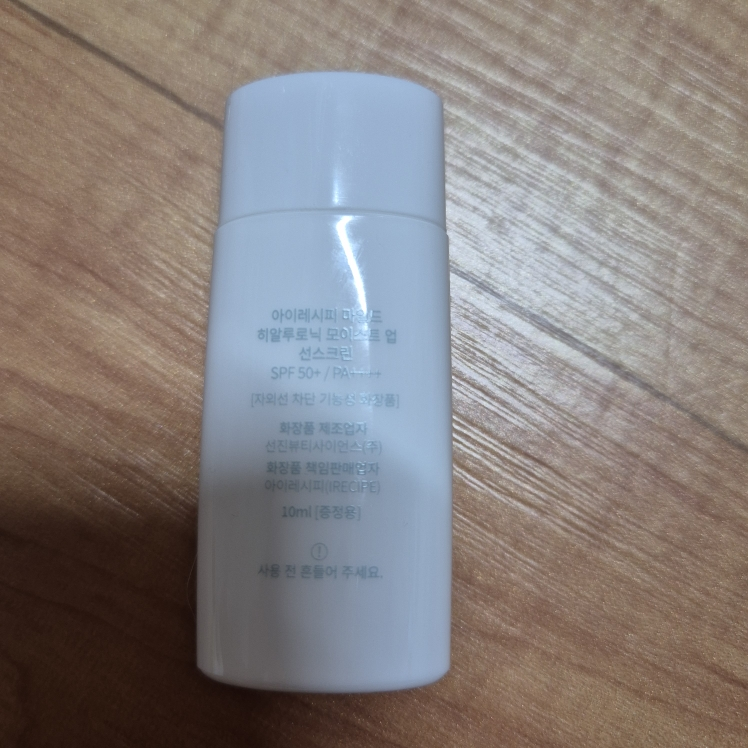 아이레시피 마일드
히알루로닉 모이스트 업
선스크린
SPF 50+ / PA++++
[자외선 차단 기능성 화장품]
화장품 제조업자
선진뷰티사이언스(주)
화장품 책임판매업자
아이레시피(IRECIPE)
10ml [증정용]
사용 전 흔들어 주세요.